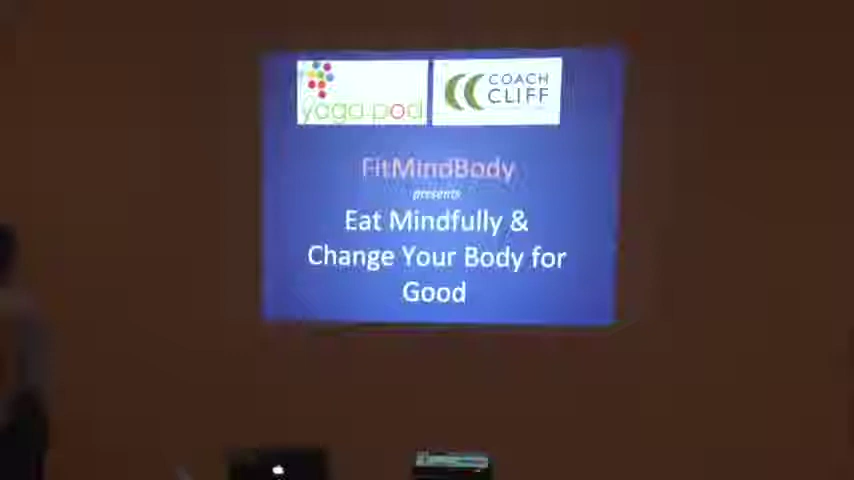 yoga pod
COACH
CLIFF
FitMindBody
presents
Eat Mindfully &
Change Your Body for
Good